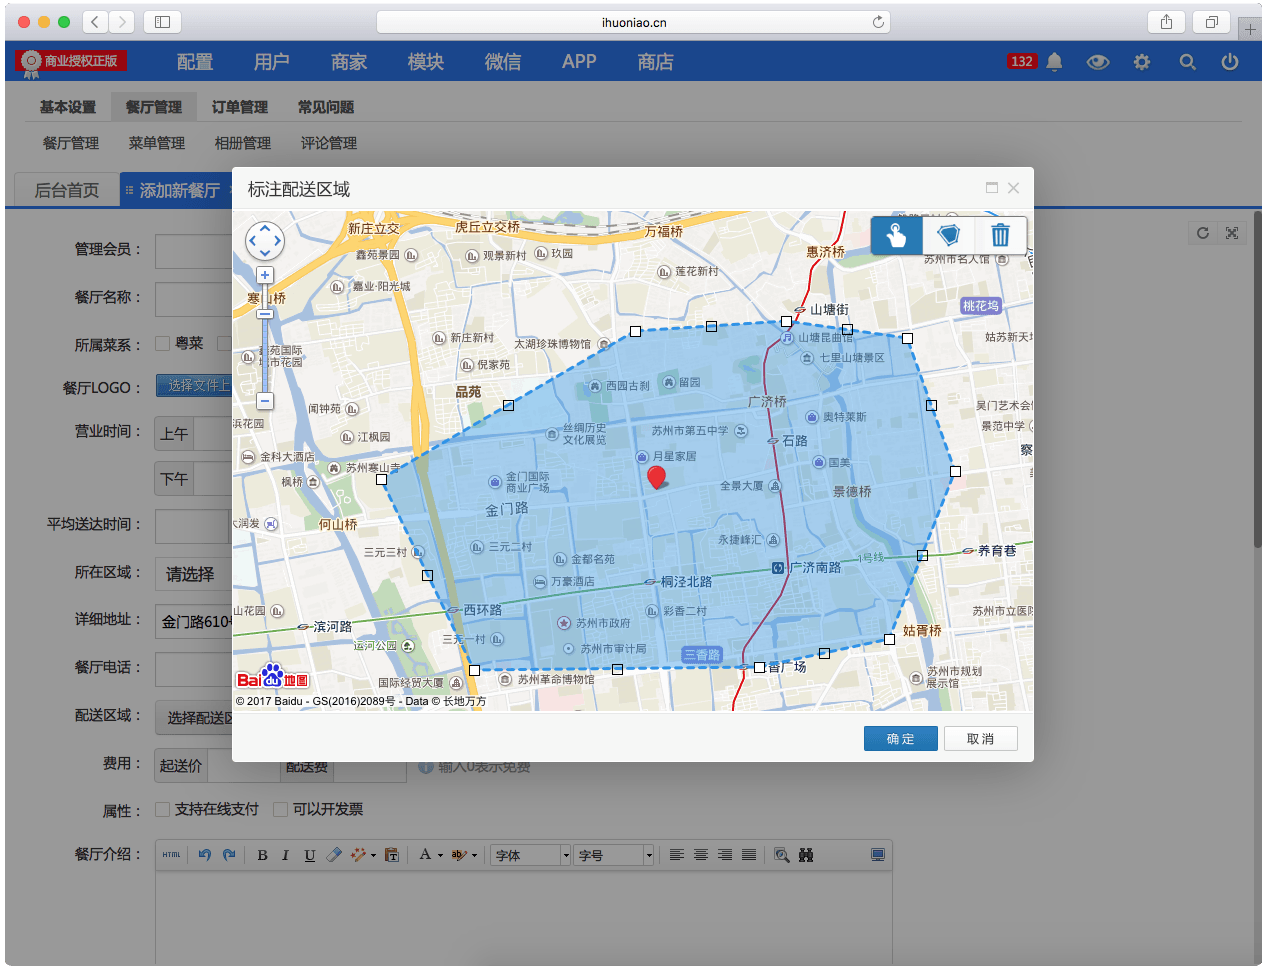 ihuoniao.cn
商业授权正版
配置 用户 商家 模块 微信 APP 商店
132
基本设置 餐厅管理 订单管理 常见问题
餐厅管理 菜单管理 相册管理 评论管理
后台首页 添加新餐厅
标注配送区域
管理会员：
餐厅名称：
所属菜系： 粤菜
餐厅LOGO： 选择文件上
营业时间： 上午
下午
平均送达时间：
所在区域： 请选择
详细地址： 金门路610号
餐厅电话：
配送区域： 选择配送区
费用： 起送价 配送费 输入0表示免费
属性： 支持在线支付 可以开发票
餐厅介绍：
HTML B I U T A ab 字体 字号
新庄立交
虎丘立交桥
万福桥
惠济桥
苏州市名人馆
鑫苑景园
观景新村
玖园
莲花新村
嘉业·阳光城
寒山桥
山塘街
桃花坞
新庄新村
太湖珍珠博物馆
山塘昆曲馆
姑苏新天地
鑫苑国际
城市花园
倪家苑
七里山塘景区
品苑
西园古刹
留园
闻钟苑
广济桥
吴门艺术会
浜花园
江枫园
丝绸历史
文化展览
苏州市第五中学
奥特莱斯
景范中学
石路
察
金科大酒店
苏州寒山寺
月星家居
国美
枫桥
金门国际
商业广场
全景大厦
景德桥
大润发
何山桥
金门路
永捷峰汇
三元三村
三元二村
金都名苑
1号线
养育巷
万豪酒店
桐泾北路
广济南路
山花园
西环路
彩香二村
苏州市立医
滨河路
苏州市政府
姑胥桥
运河公园
三元一村
苏州市审计局
三香路
香广场
苏州市规划
展示馆
国际经贸大厦
苏州革命博物馆
Bai du 地图
© 2017 Baidu - GS(2016)2089号 - Data © 长地万方
确定 取消